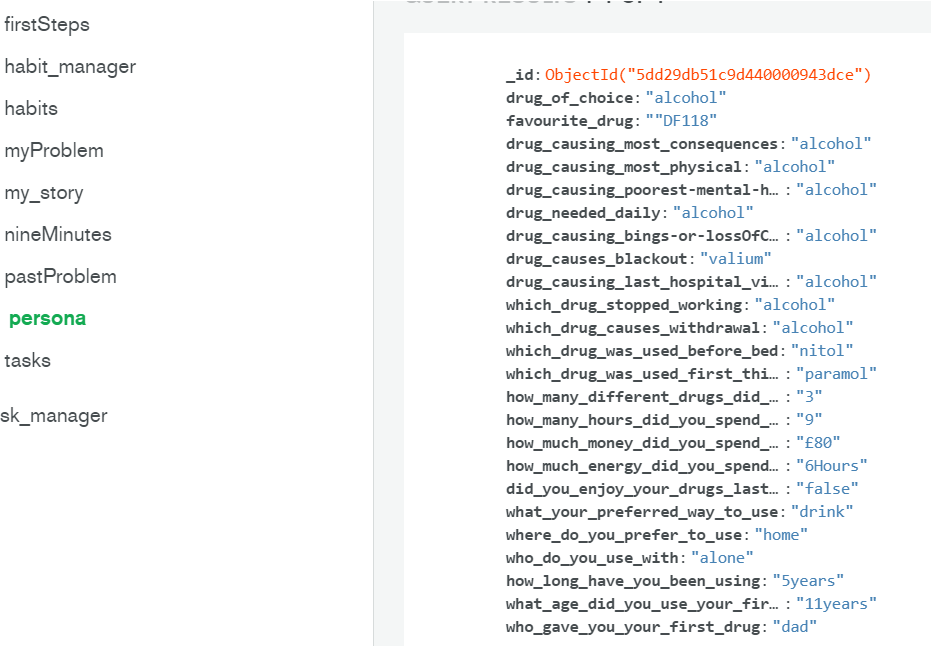 firstSteps
habit_manager
habits
myProblem
my_story
nineMinutes
pastProblem
persona
tasks
sk_manager
_id: ObjectId("5dd29db51c9d440000943dce")
drug_of_choice: "alcohol"
favourite_drug: ""DF118"
drug_causing_most_consequences: "alcohol"
drug_causing_most_physical: "alcohol"
drug_causing_poorest-mental-h… : "alcohol"
drug_needed_daily: "alcohol"
drug_causing_bings-or-lossOfC… : "alcohol"
drug_causes_blackout: "valium"
drug_causing_last_hospital_vi… : "alcohol"
which_drug_stopped_working: "alcohol"
which_drug_causes_withdrawal: "alcohol"
which_drug_was_used_before_bed: "nitol"
which_drug_was_used_first_thi… : "paramol"
how_many_different_drugs_did_… : "3"
how_many_hours_did_you_spend_… : "9"
how_much_money_did_you_spend_… : "£80"
how_much_energy_did_you_spend… : "6Hours"
did_you_enjoy_your_drugs_last… : "false"
what_your_preferred_way_to_use: "drink"
where_do_you_prefer_to_use: "home"
who_do_you_use_with: "alone"
how_long_have_you_been_using: "5years"
what_age_did_you_use_your_fir… : "11years"
who_gave_you_your_first_drug: "dad"